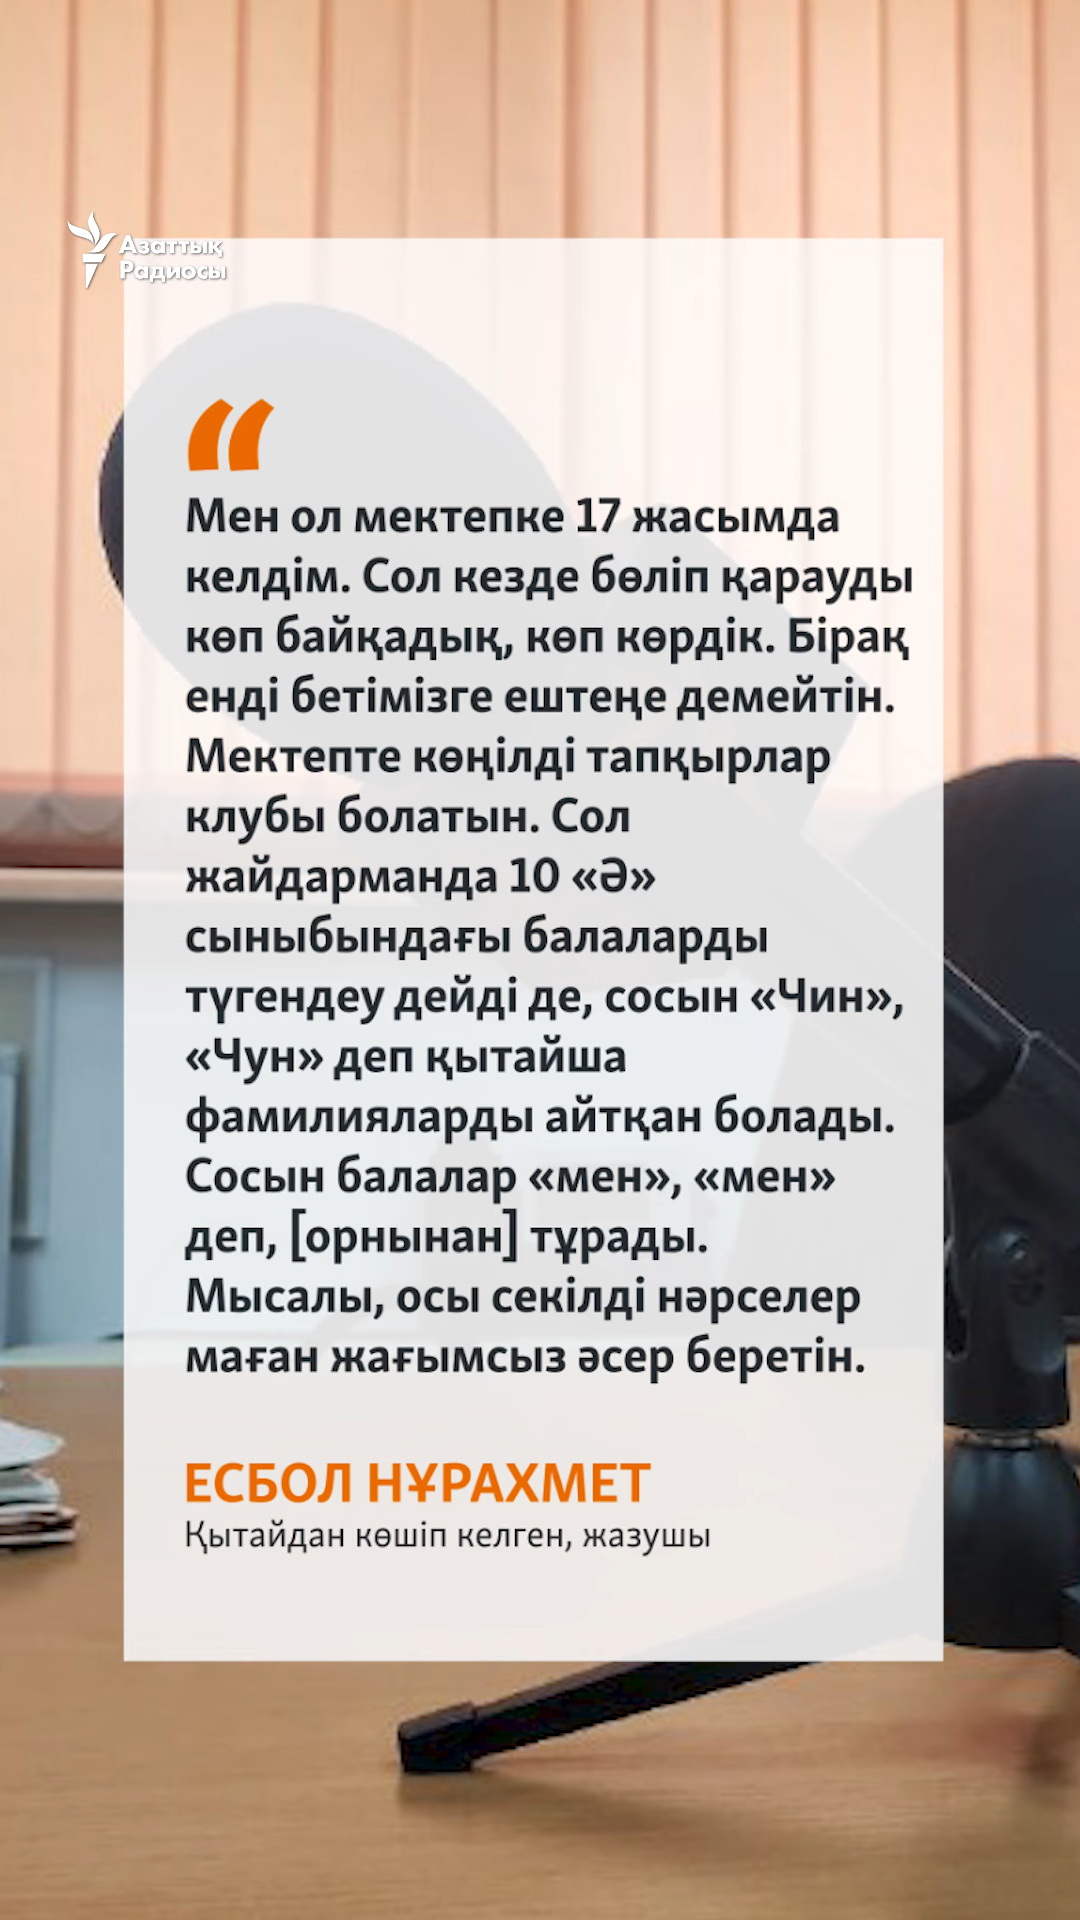 Азаттық
Радиосы
“
Мен ол мектепке 17 жасымда
келдім. Сол кезде бөліп қарауды
көп байқадық, көп көрдік. Бірақ
енді бетімізге ештеңе демейтін.
Мектепте көңілді тапқырлар
клубы болатын. Сол
жайдарманда 10 «Ә»
сыныбындағы балаларды
түгендеу дейді де, сосын «Чин»,
«Чун» деп қытайша
фамилияларды айтқан болады.
Сосын балалар «мен», «мен»
деп, [орнынан] тұрады.
Мысалы, осы секілді нәрселер
маған жағымсыз әсер беретін.
ЕСБОЛ НҰРАХМЕТ
Қытайдан көшіп келген, жазушы